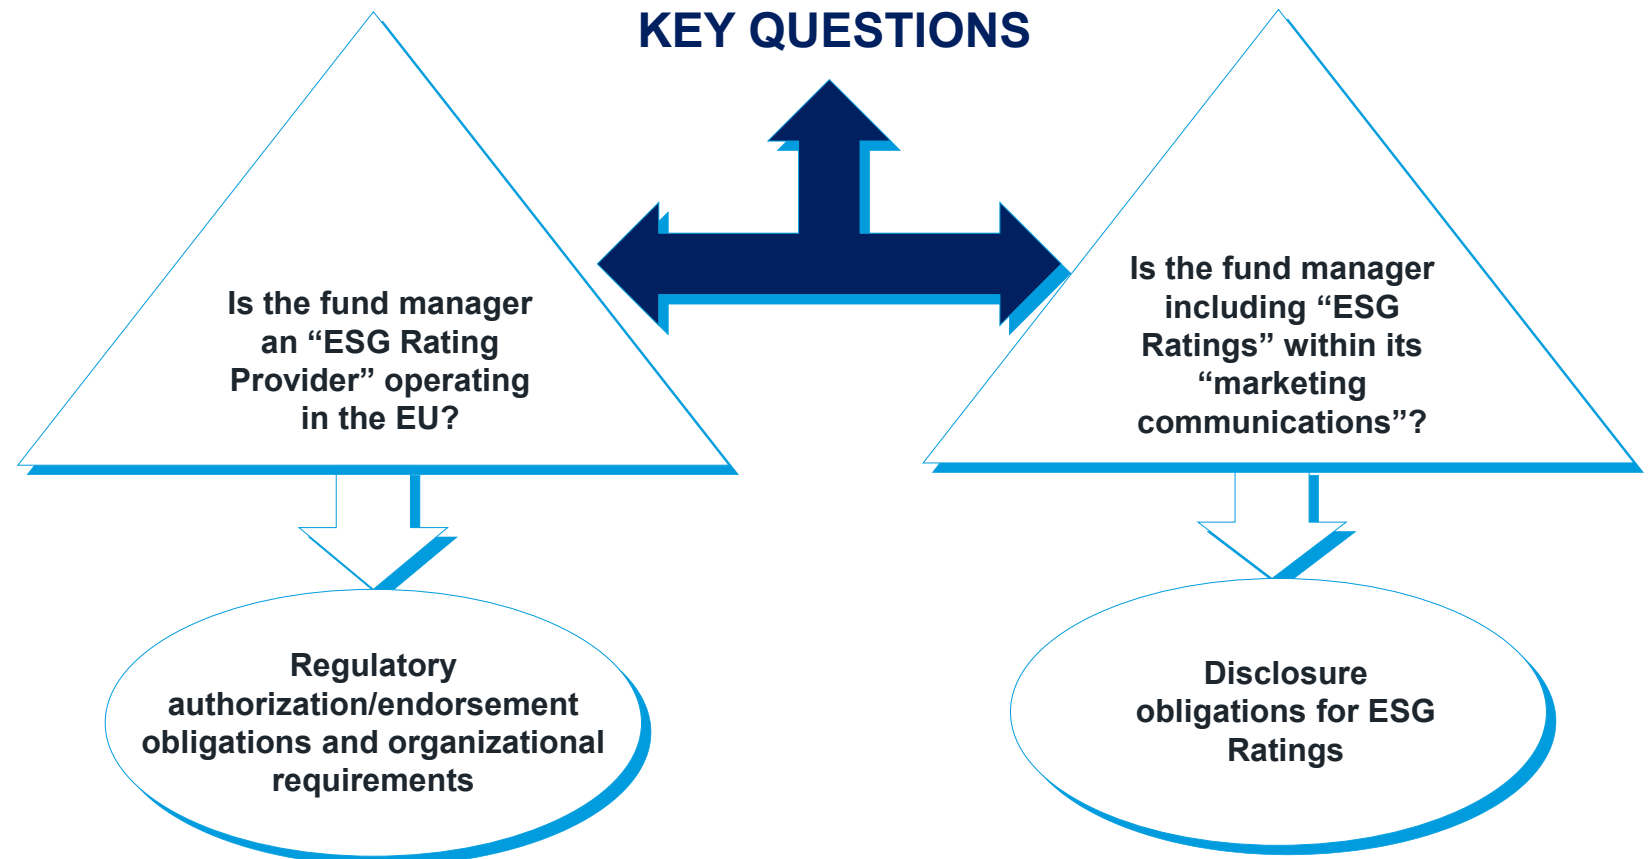 KEY QUESTIONS
Is the fund manager
an “ESG Rating
Provider” operating
in the EU?
Is the fund manager
including “ESG
Ratings” within its
“marketing
communications”?
Regulatory
authorization/endorsement
obligations and organizational
requirements
Disclosure
obligations for ESG
Ratings